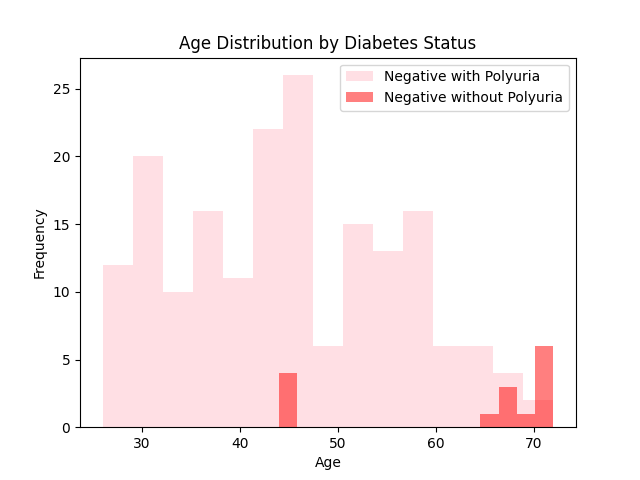 Age Distribution by Diabetes Status
Negative with Polyuria
Negative without Polyuria
Frequency
25
20
15
10
5
0
30 40 50 60 70
Age